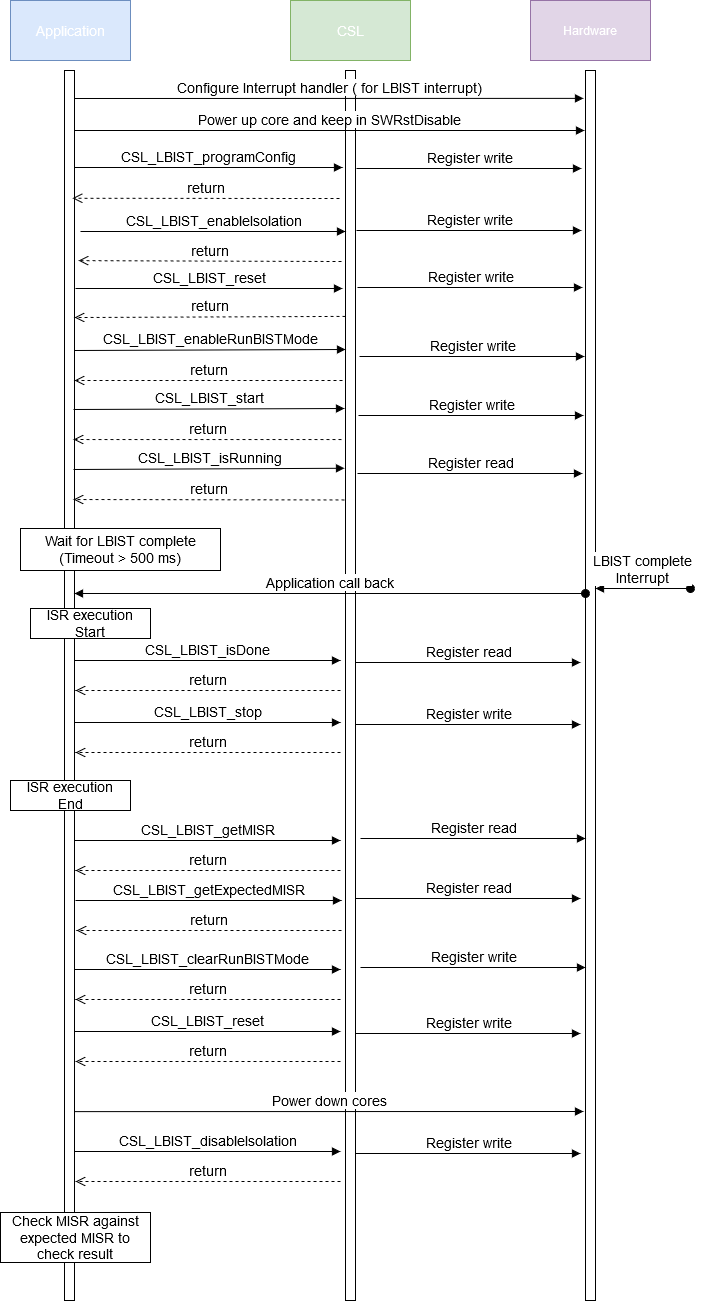 Application
CSL
Hardware
Configure Interrupt handler ( for LBIST interrupt)
Power up core and keep in SWRstDisable
CSL_LBIST_programConfig
Register write
return
CSL_LBIST_enableIsolation
Register write
return
CSL_LBIST_reset
Register write
return
CSL_LBIST_enableRunBISTMode
Register write
return
CSL_LBIST_start
Register write
return
CSL_LBIST_isRunning
Register read
return
Wait for LBIST complete
(Timeout > 500 ms)
LBIST complete
Interrupt
Application call back
ISR execution
Start
CSL_LBIST_isDone
Register read
return
CSL_LBIST_stop
Register write
return
ISR execution
End
CSL_LBIST_getMISR
Register read
return
CSL_LBIST_getExpectedMISR
Register read
return
CSL_LBIST_clearRunBISTMode
Register write
return
CSL_LBIST_reset
Register write
return
Power down cores
CSL_LBIST_disableIsolation
Register write
return
Check MISR against
expected MISR to
check result